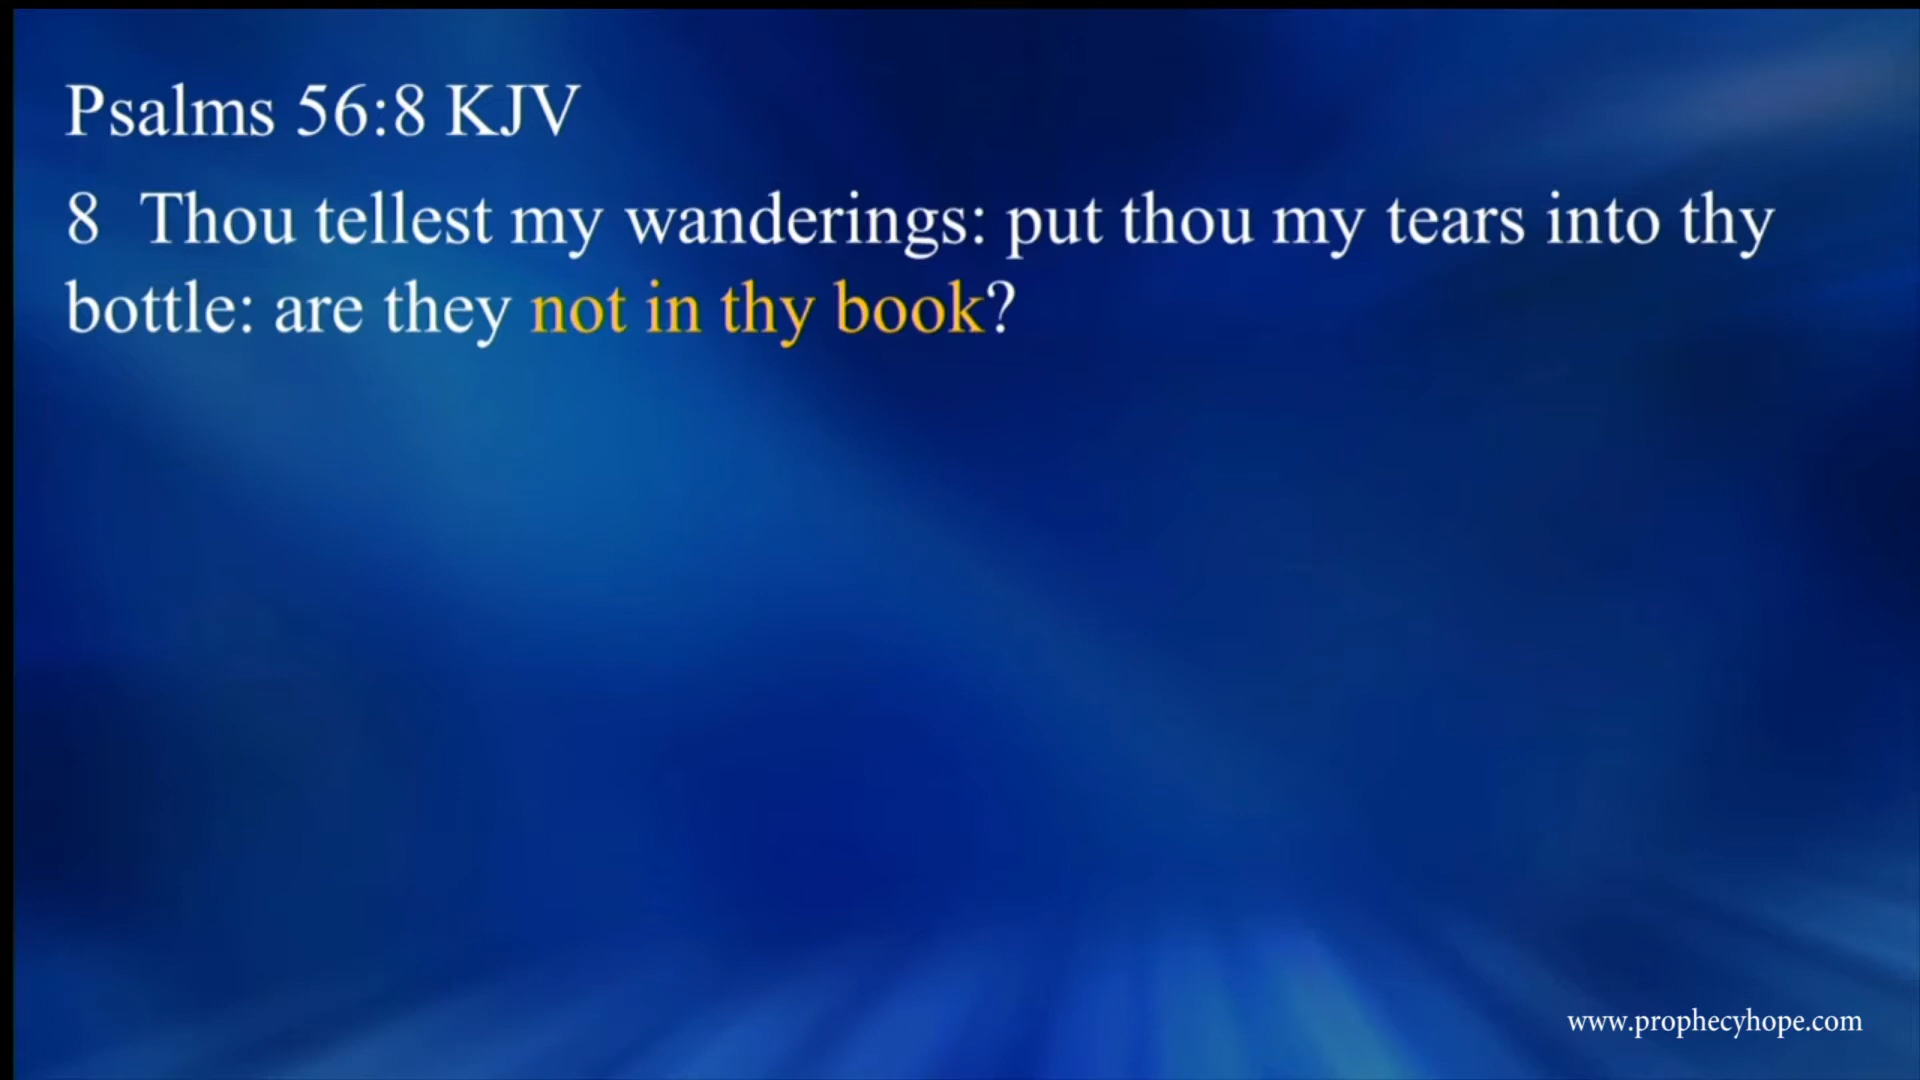 Psalms 56:8 KJV
8 Thou tellest my wanderings: put thou my tears into thy
bottle: are they not in thy book?
www.prophecyhope.com